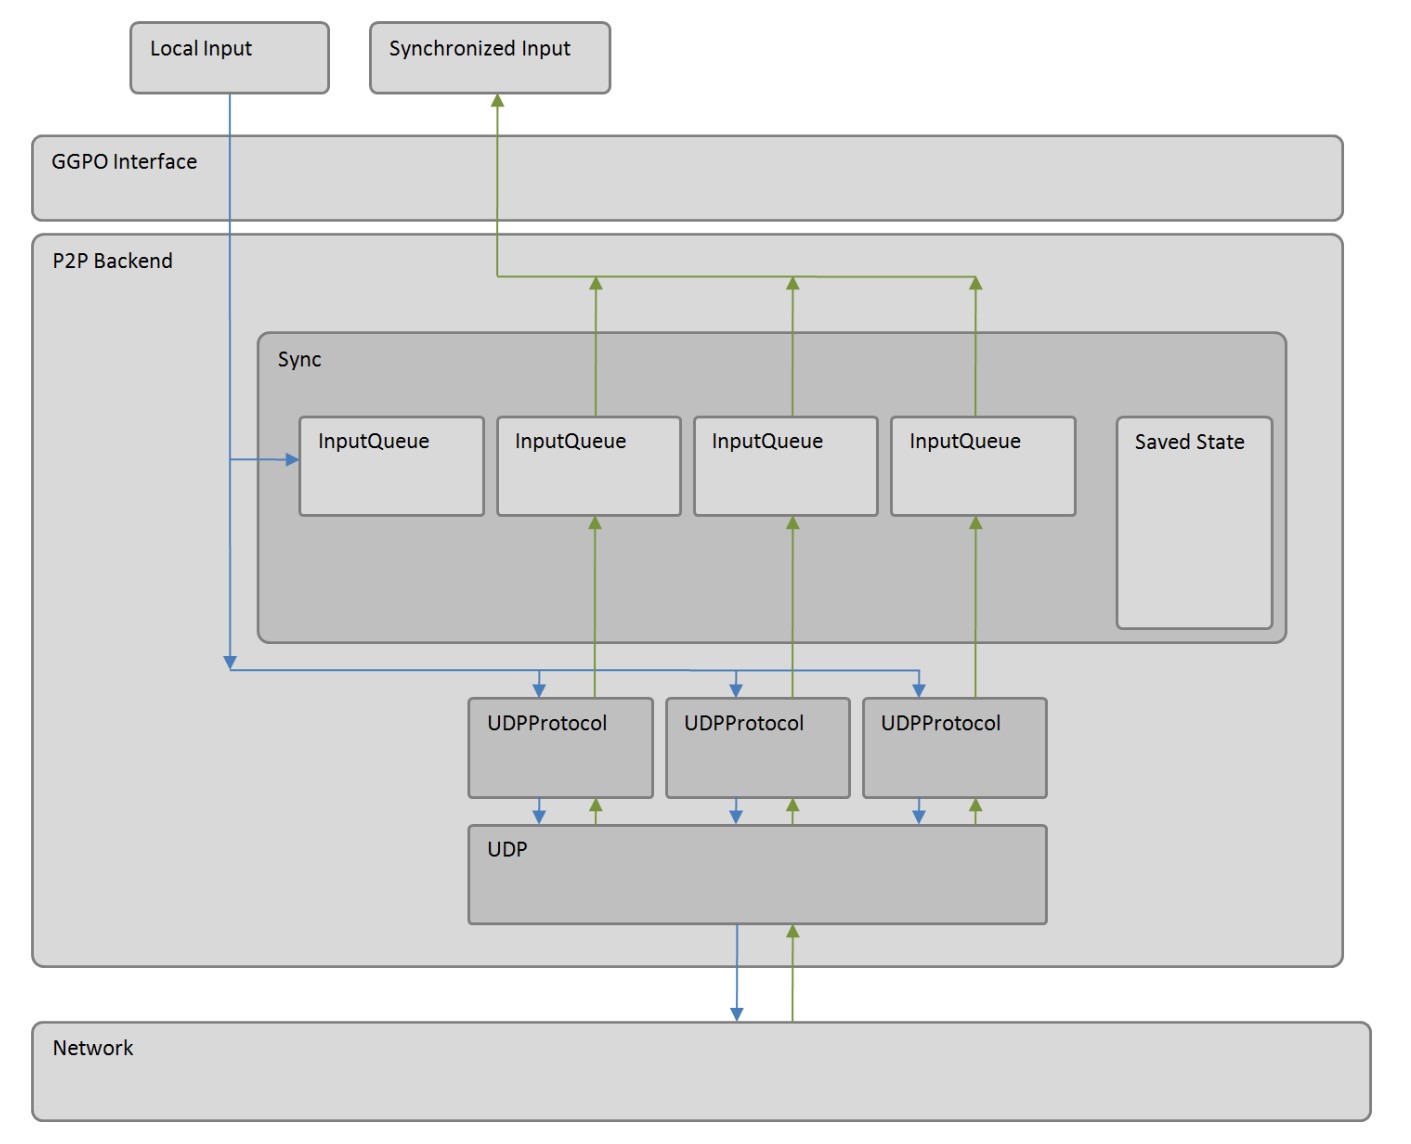 Local Input
Synchronized Input
GGPO Interface
P2P Backend
Sync
InputQueue
InputQueue
InputQueue
InputQueue
Saved State
UDPProtocol
UDPProtocol
UDPProtocol
UDP
Network